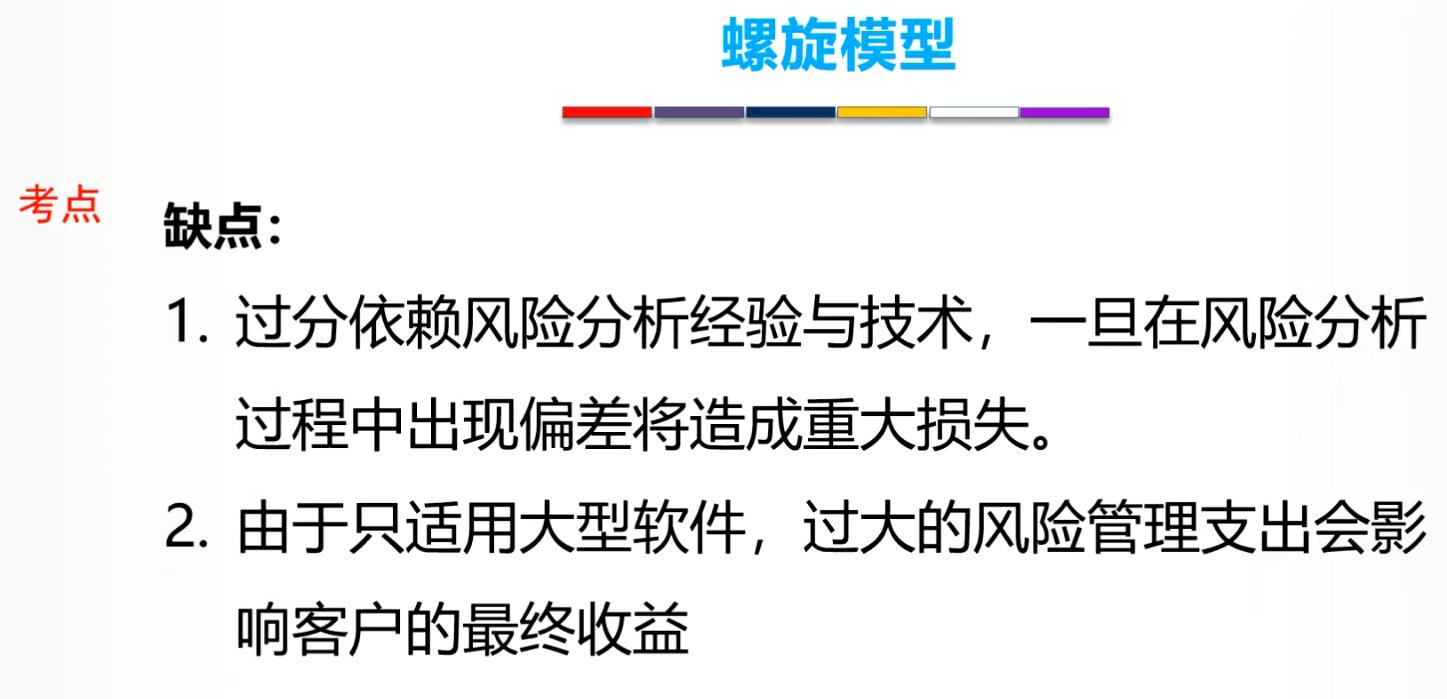 螺旋模型
考点
缺点：
1. 过分依赖风险分析经验与技术，一旦在风险分析
过程中出现偏差将造成重大损失。
2. 由于只适用大型软件，过大的风险管理支出会影
响客户的最终收益